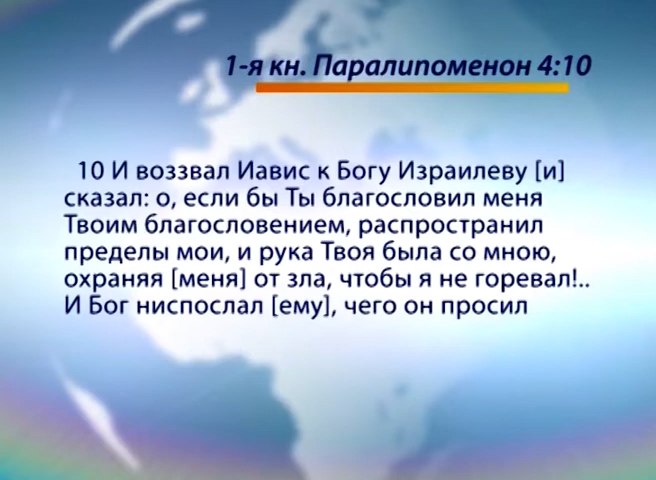 1-я кн. Паралипоменон 4:10
10 И воззвал Иавис к Богу Израилеву [и]
сказал: о, если бы Ты благословил меня
Твоим благословением, распространил
пределы мои, и рука Твоя была со мною,
охраняя [меня] от зла, чтобы я не горевал!..
И Бог ниспослал [ему], чего он просил